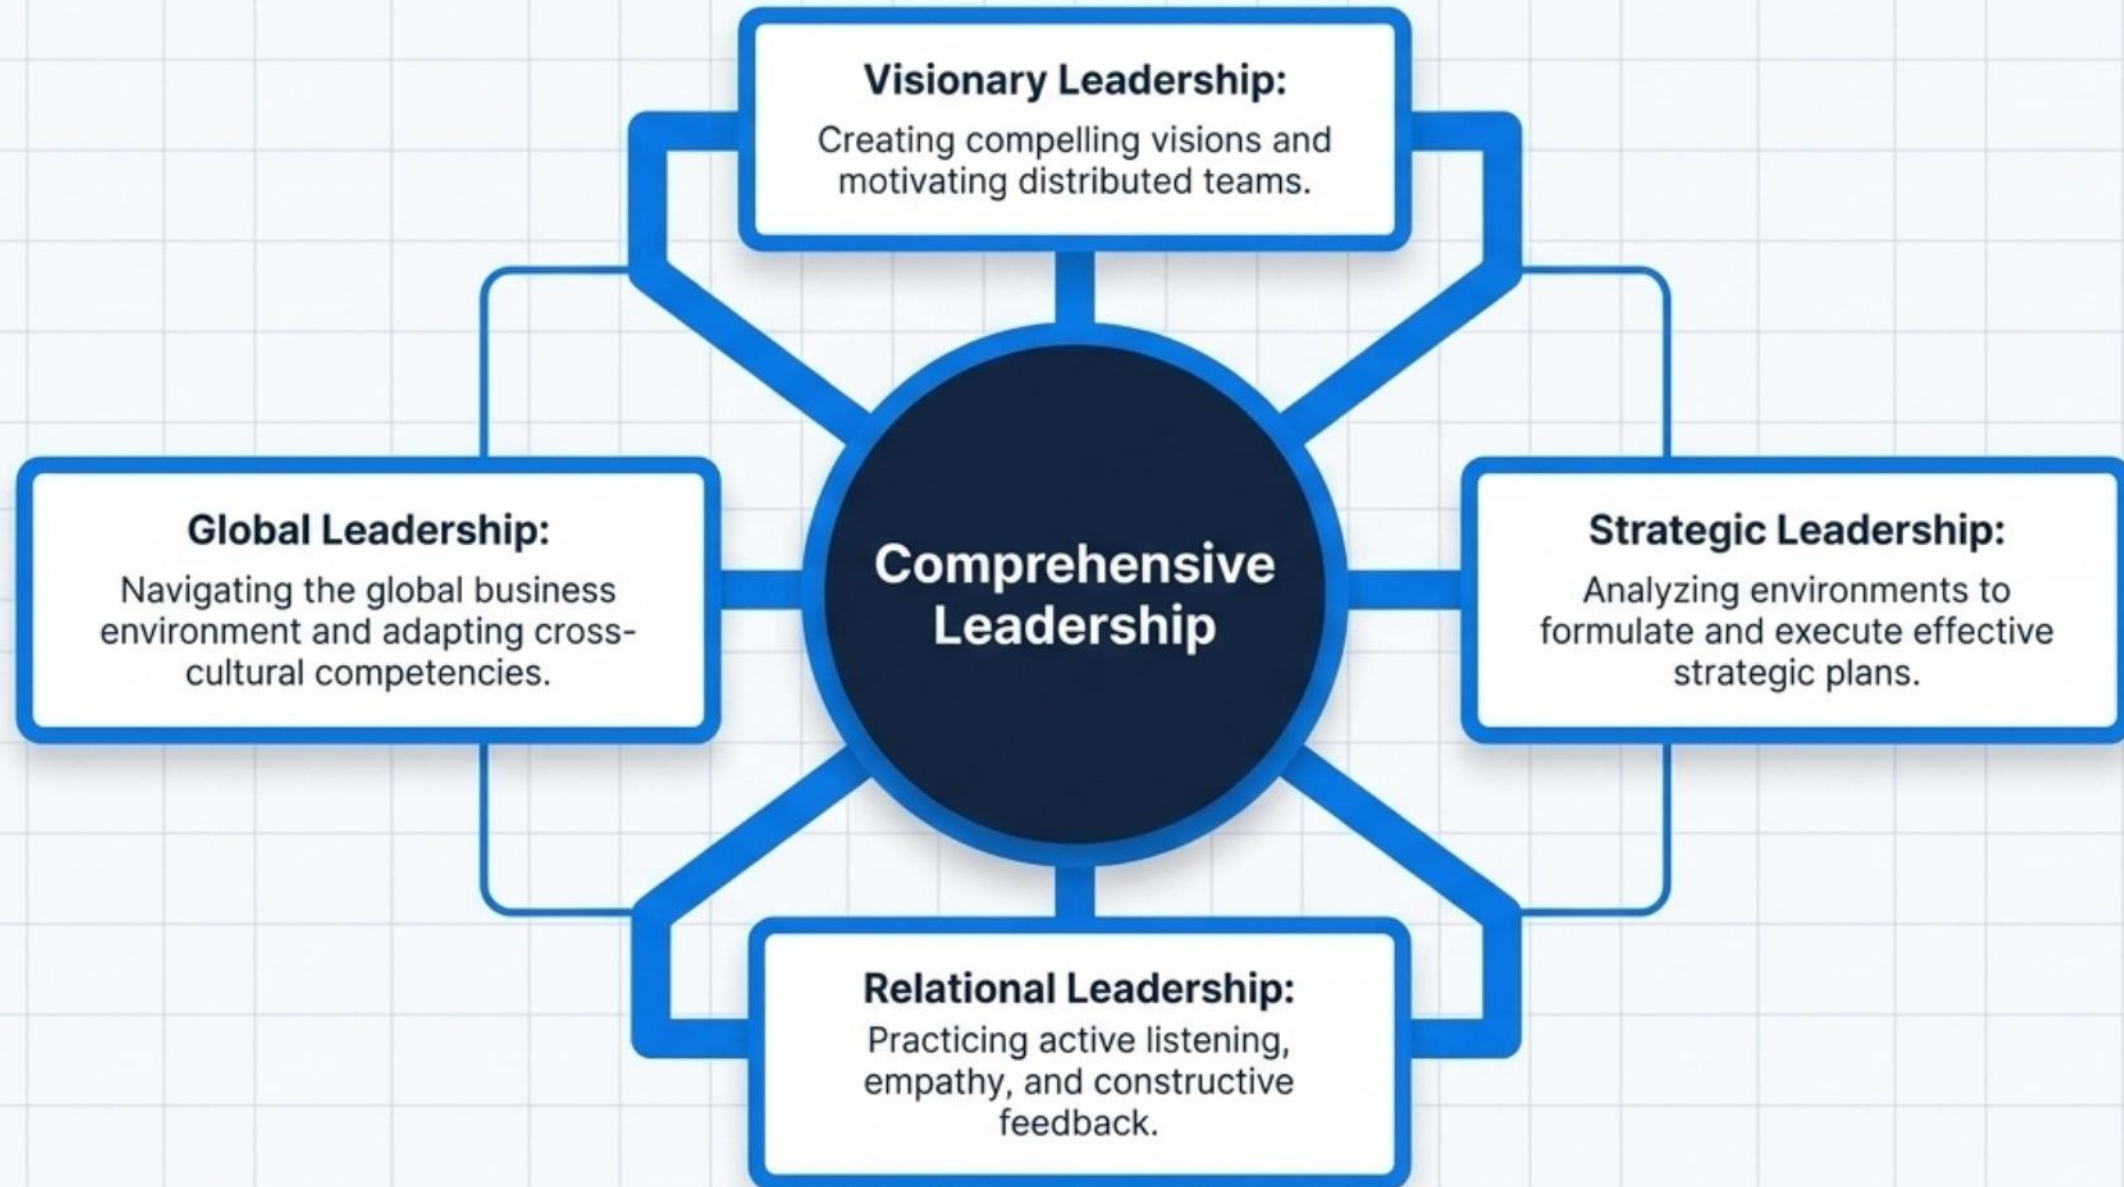 Visionary Leadership:
Creating compelling visions and
motivating distributed teams.
Global Leadership:
Navigating the global business
environment and adapting cross-
cultural competencies.
Comprehensive
Leadership
Strategic Leadership:
Analyzing environments to
formulate and execute effective
strategic plans.
Relational Leadership:
Practicing active listening,
empathy, and constructive
feedback.